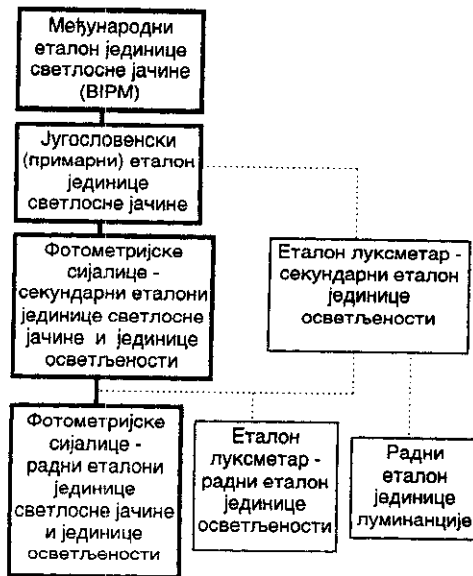 Међународни
еталон јединице
светлосне јачине
(BIPM)
Југословенски
(примарни) еталон
јединице
светлосне јачине
Фотометријске
сијалице -
секундарни еталони
јединице светлосне
јачине и јединице
осветљености
Еталон луксметар -
секундарни еталон
јединице
осветљености
Фотометријске
сијалице -
радни еталони
јединице
светлосне јачине
и јединице
осветљености
Еталон
луксметар -
радни еталон
јединице
осветљености
Радни
еталон
јединице
луминанције